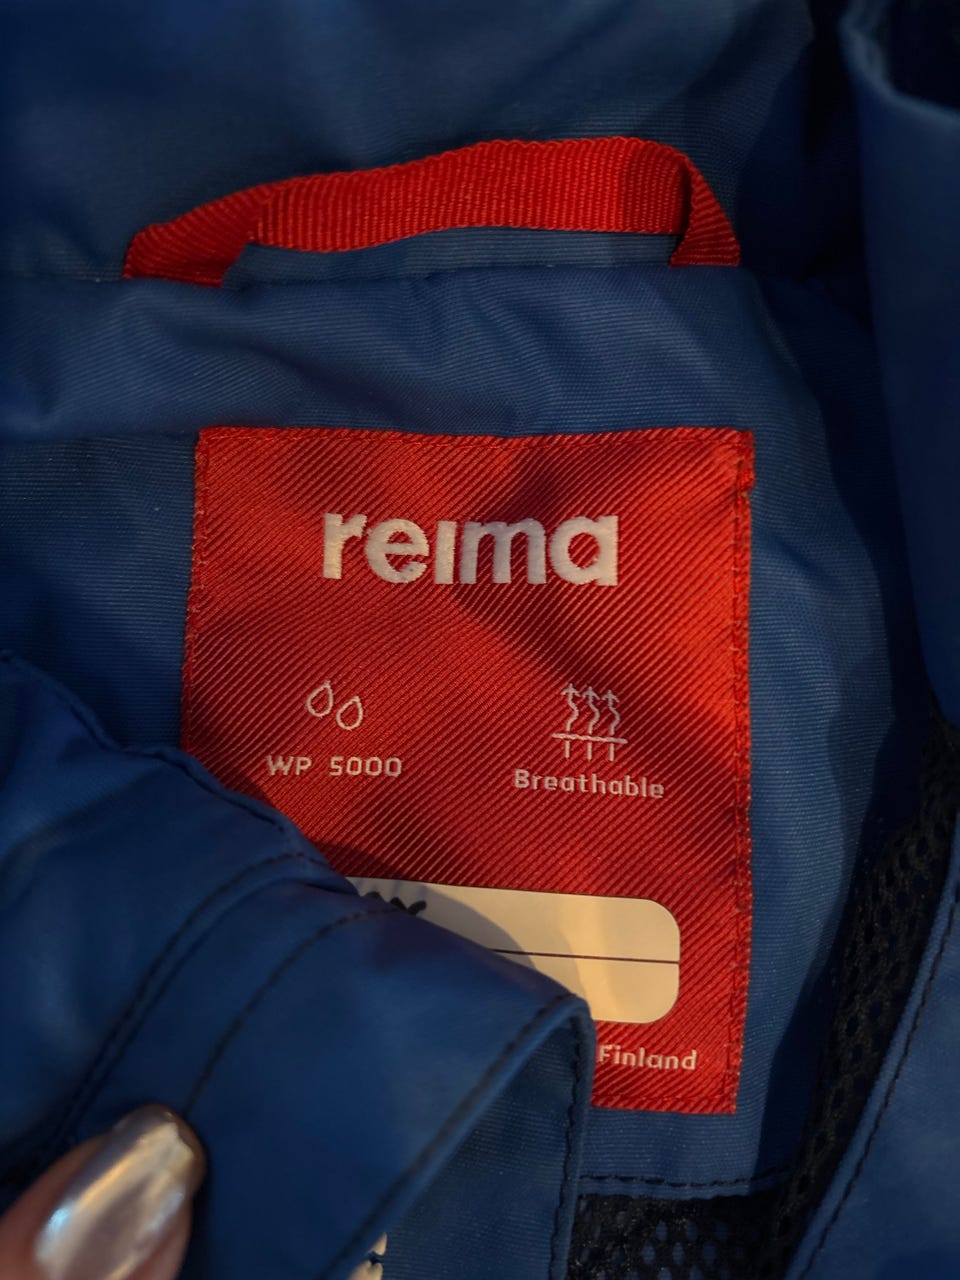 reima
WP 5000
Breathable
Finland